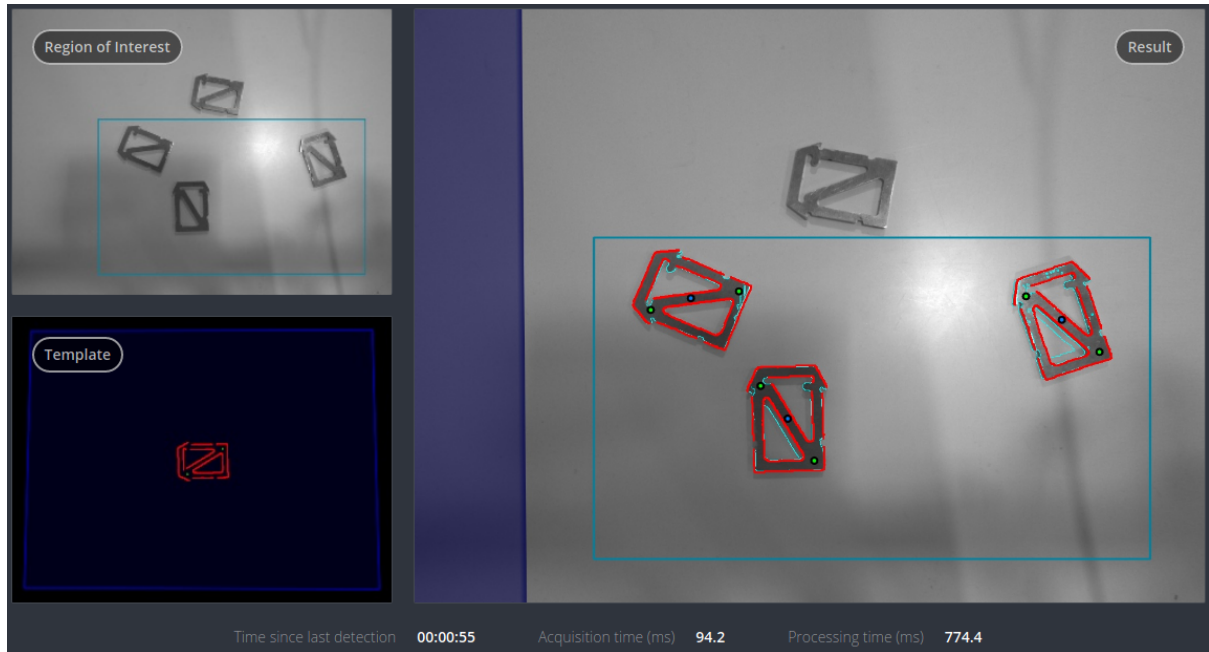 Region of Interest
Result
Template
Time since last detection 00:00:55 Acquisition time (ms) 94.2 Processing time (ms) 774.4